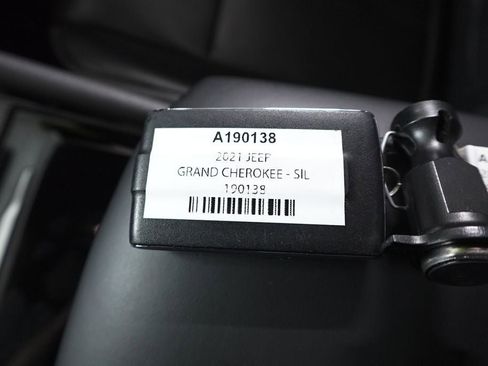 A190138
2021 JEEP
GRAND CHEROKEE - SIL
190138